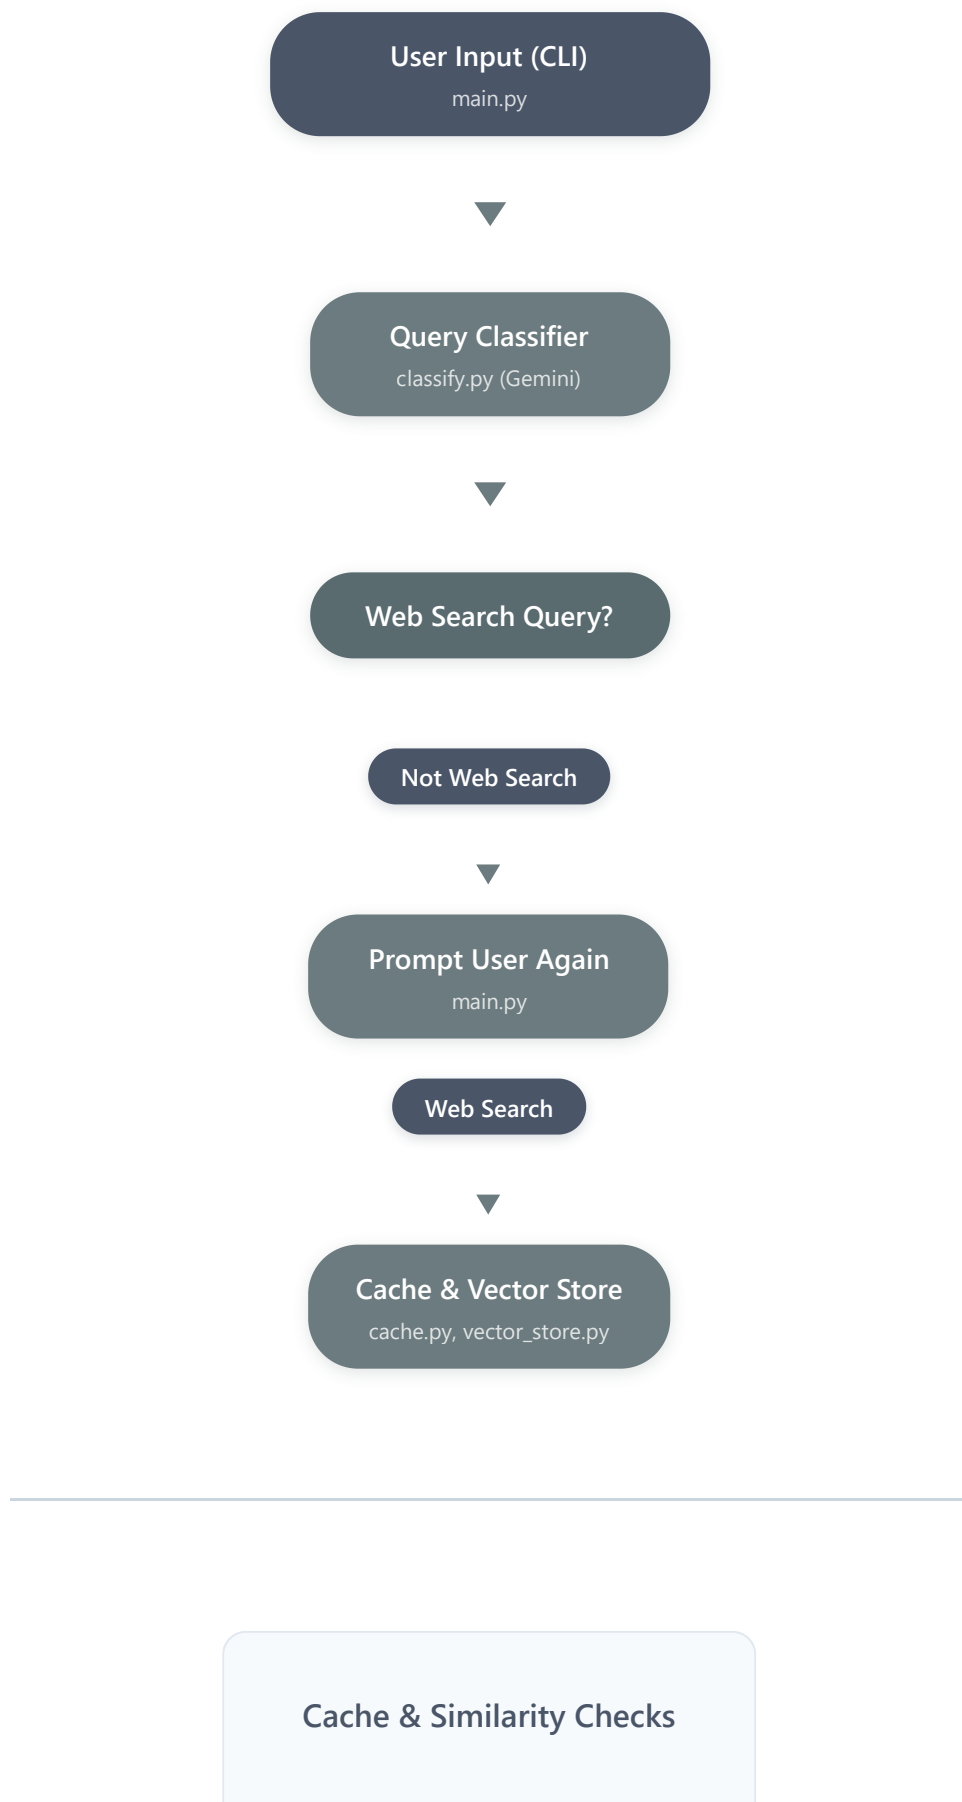 User Input (CLI)
main.py
Query Classifier
classify.py (Gemini)
Web Search Query?
Not Web Search
Prompt User Again
main.py
Web Search
Cache & Vector Store
cache.py, vector_store.py
Cache & Similarity Checks